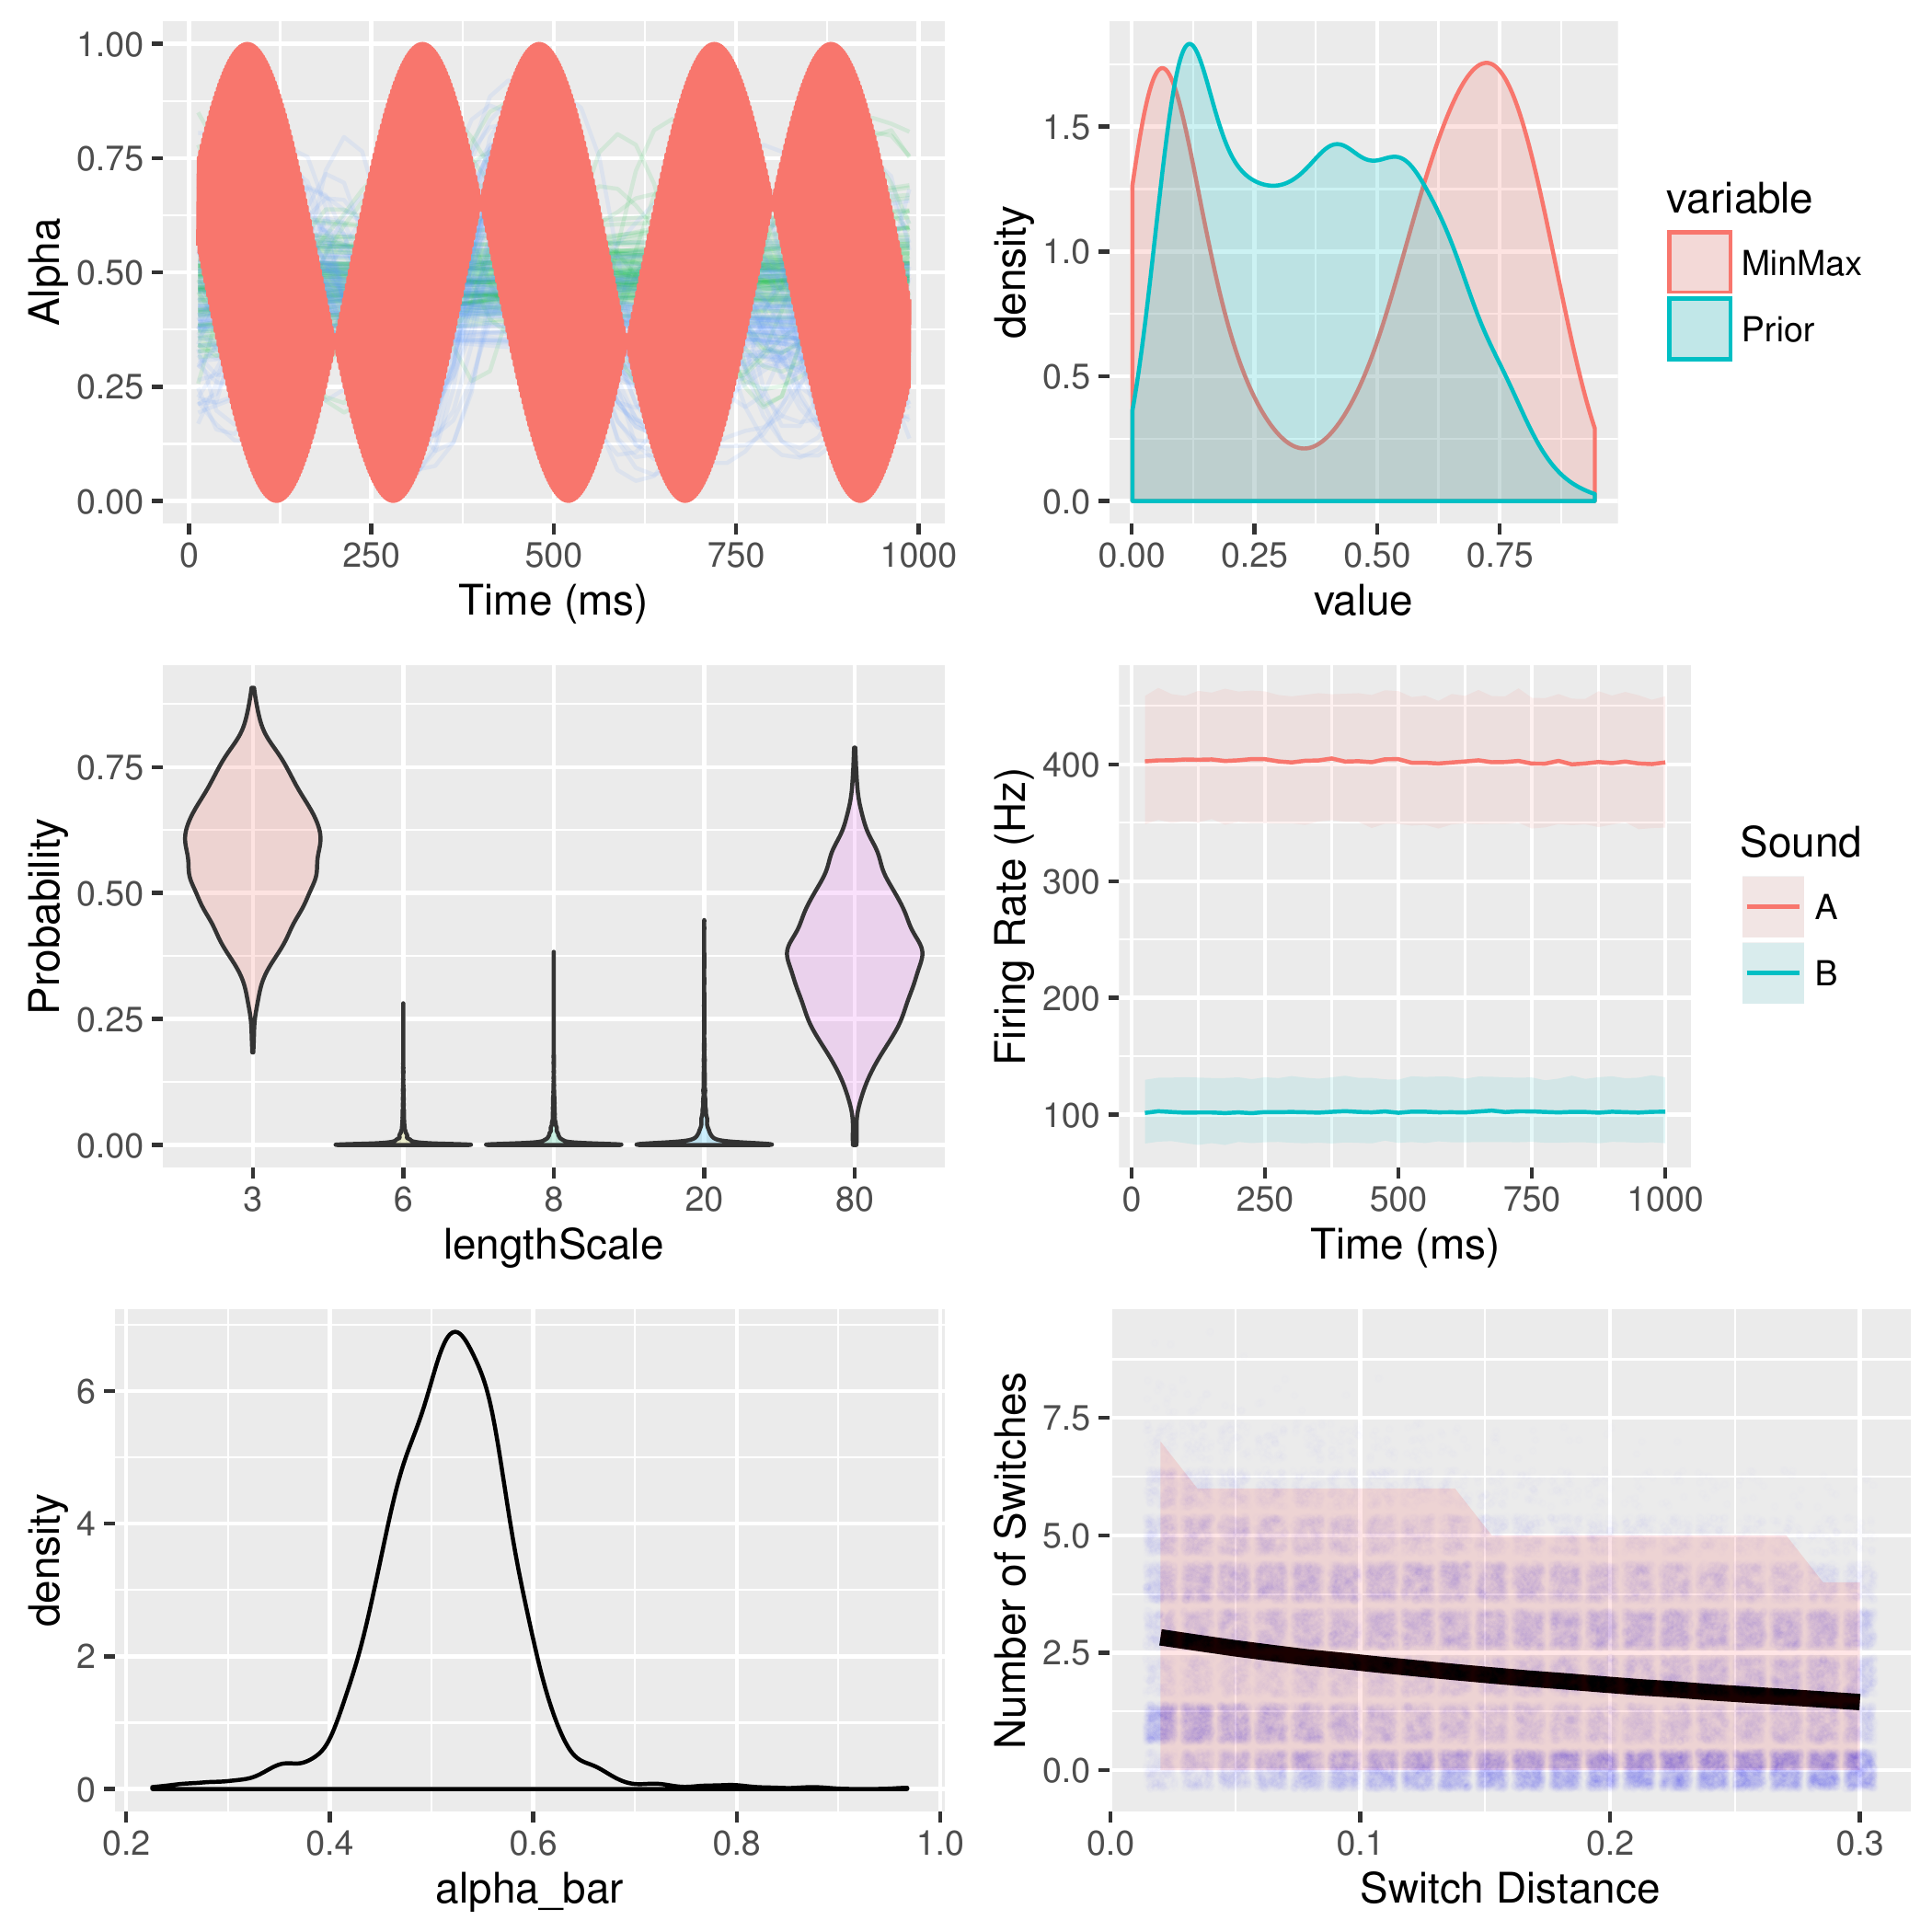 Alpha
1.00
0.75
0.50
0.25
0.00
0 250 500 750 1000
Time (ms)
density
1.5
1.0
0.5
0.0
0.00 0.25 0.50 0.75
value
variable
MinMax
Prior
Probability
0.75
0.50
0.25
0.00
3 6 8 20 80
lengthScale
Firing Rate (Hz)
400
300
200
100
0 250 500 750 1000
Time (ms)
Sound
A
B
density
6
4
2
0
0.2 0.4 0.6 0.8 1.0
alpha_bar
Number of Switches
7.5
5.0
2.5
0.0
0.0 0.1 0.2 0.3
Switch Distance